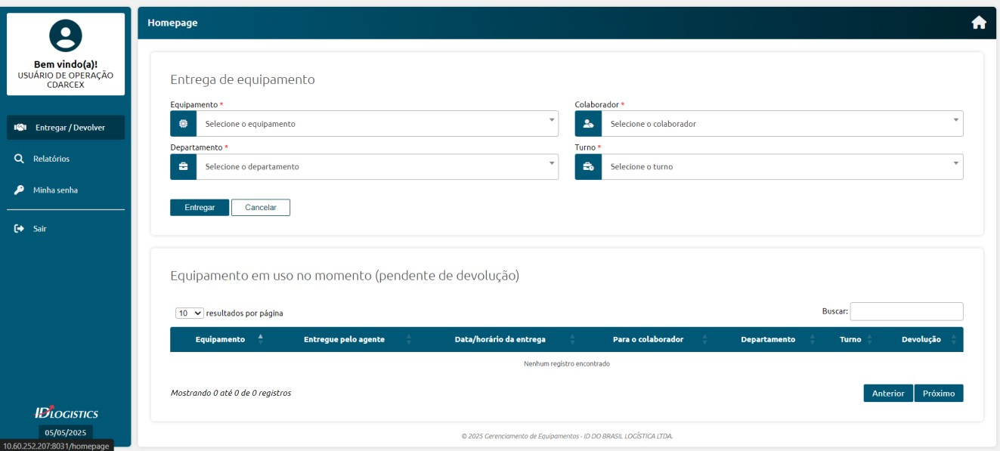 Bem vindo(a)!
USUÁRIO DE OPERAÇÃO
CDARCEX
Entregar / Devolver
Relatórios
Minha senha
Sair
IDLOGISTICS
05/05/2025
10.60.252.207:8031/homepage
Homepage
Entrega de equipamento
Equipamento * Colaborador *
Selecione o equipamento Selecione o colaborador
Departamento * Turno *
Selecione o departamento Selecione o turno
Entregar Cancelar
Equipamento em uso no momento (pendente de devolução)
10 resultados por página Buscar:
Equipamento Entregue pelo agente Data/horário da entrega Para o colaborador Departamento Turno Devolução
Nenhum registro encontrado
Mostrando 0 até 0 de 0 registros Anterior Próximo
© 2025 Gerenciamento de Equipamentos - ID DO BRASIL LOGÍSTICA LTDA.